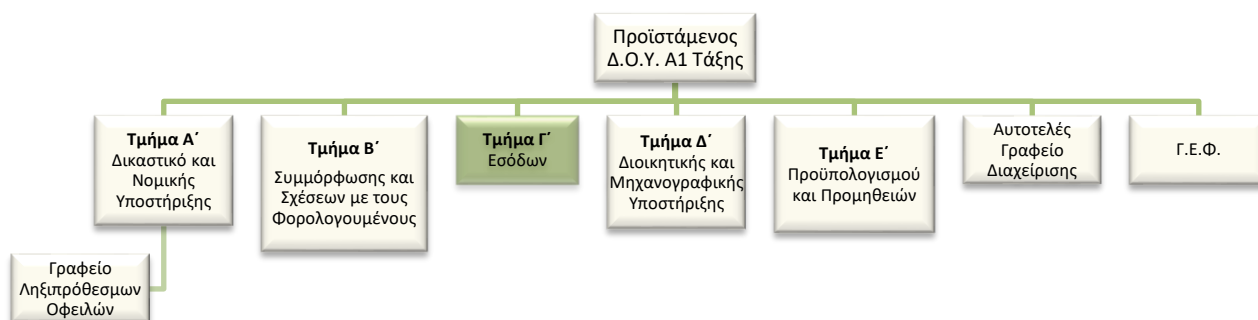 Προϊστάμενος
Δ.Ο.Υ. Α1 Τάξης
Τμήμα Α΄
Δικαστικό και
Νομικής
Υποστήριξης
Τμήμα Β΄
Συμμόρφωσης και
Σχέσεων με τους
Φορολογουμένους
Τμήμα Γ΄
Εσόδων
Τμήμα Δ΄
Διοικητικής και
Μηχανογραφικής
Υποστήριξης
Τμήμα Ε΄
Προϋπολογισμού
και Προμηθειών
Αυτοτελές
Γραφείο
Διαχείρισης
Γ.Ε.Φ.
Γραφείο
Ληξιπρόθεσμων
Οφειλών